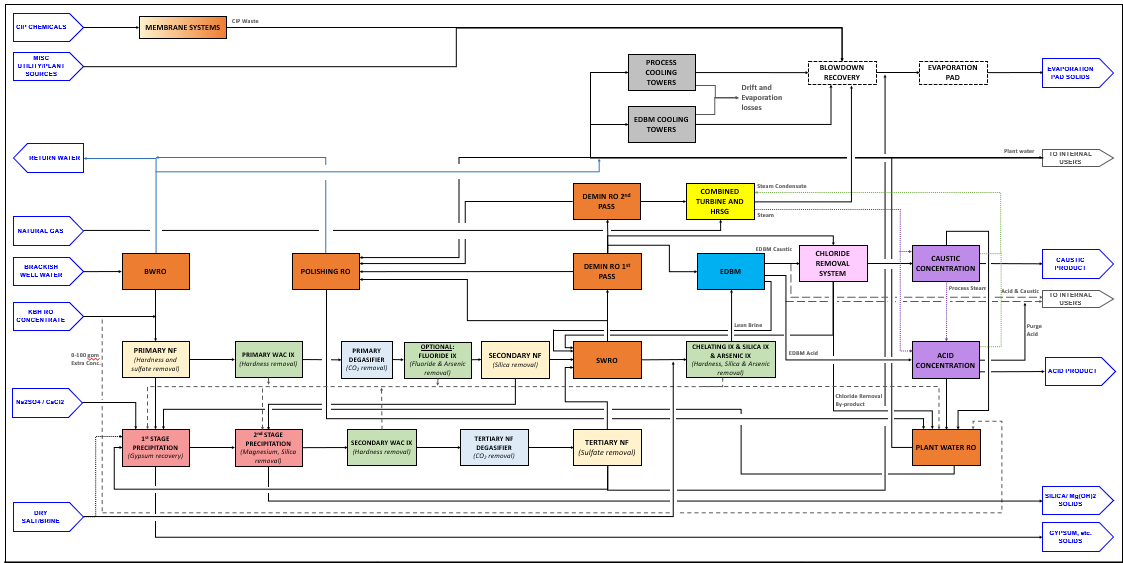 CIP CHEMICALS
MEMBRANE SYSTEMS
CIP Waste
MISC
UTILITY/PLANT
SOURCES
PROCESS
COOLING
TOWERS
BLOWDOWN
RECOVERY
EVAPORATION
PAD
EVAPORATION
PAD SOLIDS
Drift and
Evaporation
losses
EDBM COOLING
TOWERS
RETURN WATER
Plant water
TO INTERNAL
USERS
DEMIN RO 2nd
PASS
COMBINED
TURBINE AND
HRSG
Steam Condensate
Steam
NATURAL GAS
BRACKISH
WELL WATER
BWRO
POLISHING RO
DEMIN RO 1st
PASS
EDBM
EDBM Caustic
CHLORIDE
REMOVAL
SYSTEM
CAUSTIC
CONCENTRATION
CAUSTIC
PRODUCT
Process Steam
Acid & Caustic
TO INTERNAL
USERS
KBH RO
CONCENTRATE
Lean Brine
Purge
Acid
0-100 gpm
Extra Conc.
PRIMARY NF
(Hardness and
sulfate removal)
PRIMARY WAC IX
(Hardness removal)
PRIMARY
DEGASIFIER
(CO2 removal)
OPTIONAL:
FLUORIDE IX
(Fluoride & Arsenic
removal)
SECONDARY NF
(Silica removal)
SWRO
CHELATING IX & SILICA IX
& ARSENIC IX
(Hardness, Silica & Arsenic
removal)
EDBM Acid
ACID
CONCENTRATION
ACID PRODUCT
Na2SO4 / CaCl2
Chloride Removal
By-product
1st STAGE
PRECIPITATION
(Gypsum recovery)
2nd STAGE
PRECIPITATION
(Magnesium, Silica
removal)
SECONDARY WAC IX
(Hardness removal)
TERTIARY NF
DEGASSIFIER
(CO2 removal)
TERTIARY NF
(Sulfate removal)
PLANT WATER RO
DRY
SALT/BRINE
SILICA/ Mg(OH)2
SOLIDS
GYPSUM, etc.
SOLIDS